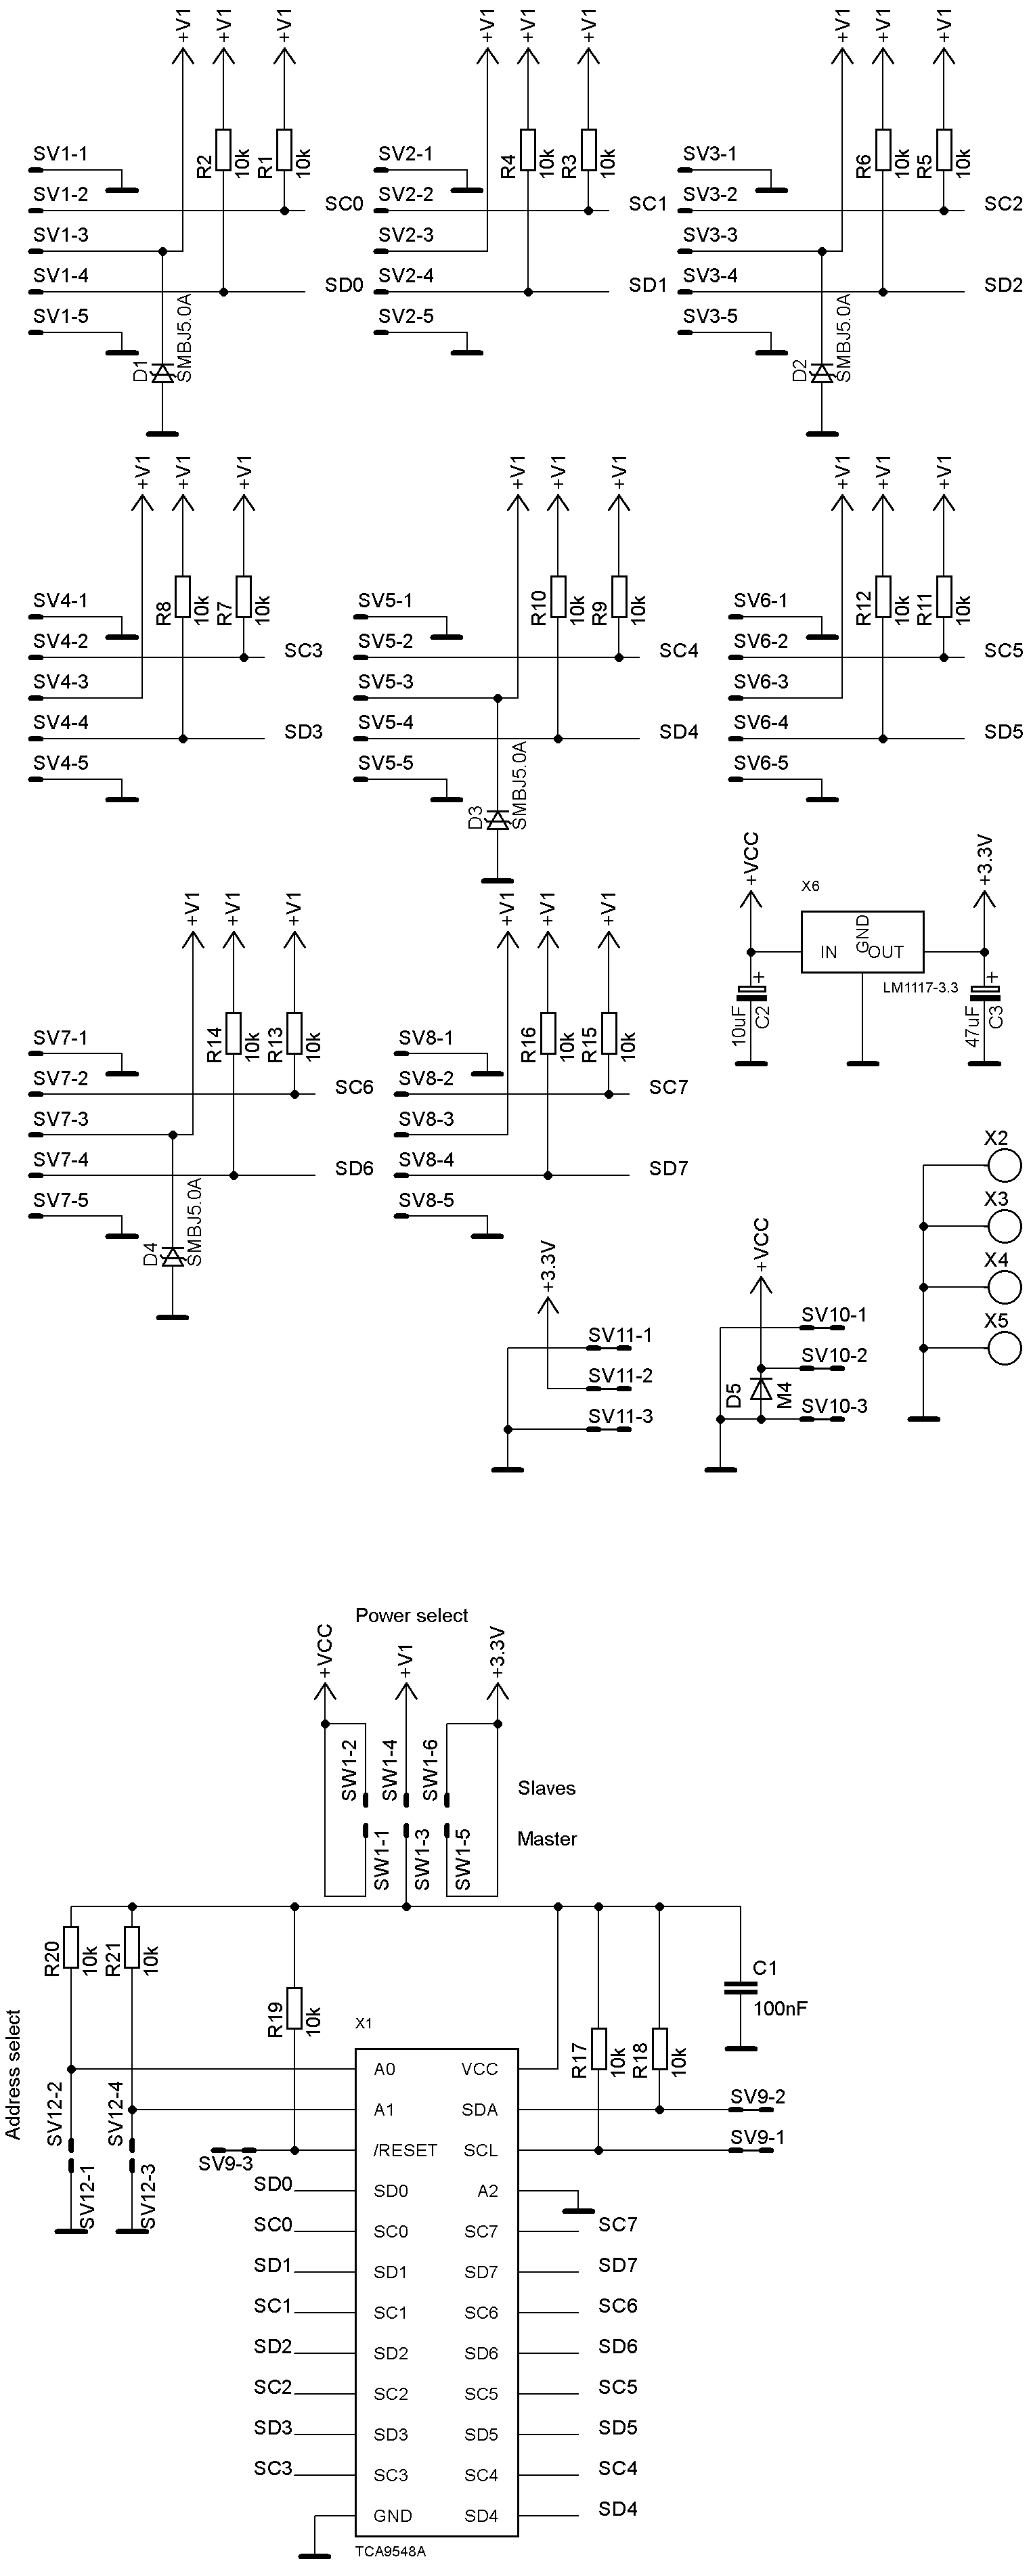 +V1 +V1 +V1 +V1 +V1 +V1 +V1 +V1 +V1
R2 10k R1 10k R4 10k R3 10k R6 10k R5 10k
SV1-1 SV2-1 SV3-1
SV1-2 SC0 SV2-2 SC1 SV3-2 SC2
SV1-3 SV2-3 SV3-3
SV1-4 SD0 SV2-4 SD1 SV3-4 SD2
SV1-5 SV2-5 SV3-5
D1 SMBJ5.0A D2 SMBJ5.0A
+V1 +V1 +V1 +V1 +V1 +V1 +V1 +V1 +V1
R8 10k R7 10k R10 10k R9 10k R12 10k R11 10k
SV4-1 SV5-1 SV6-1
SV4-2 SC3 SV5-2 SC4 SV6-2 SC5
SV4-3 SV5-3 SV6-3
SV4-4 SD3 SV5-4 SD4 SV6-4 SD5
SV4-5 SV5-5 SV6-5
D3 SMBJ5.0A
+VCC +3.3V
X6
IN GND OUT
LM1117-3.3
+ 10uF C2 + 47uF C3
+V1 +V1 +V1 +V1 +V1 +V1
R14 10k R13 10k R16 10k R15 10k
SV7-1 SV8-1
SV7-2 SC6 SV8-2 SC7
SV7-3 SV8-3
SV7-4 SD6 SV8-4 SD7
SV7-5 SV8-5
D4 SMBJ5.0A
X2
X3
X4
X5
+3.3V
SV11-1
SV11-2
SV11-3
+VCC
SV10-1
SV10-2
D5 M4
SV10-3
Power select
+VCC +V1 +3.3V
SW1-2 SW1-4 SW1-6
Slaves
SW1-1 SW1-3 SW1-5
Master
R20 10k R21 10k
R19 10k
C1
100nF
R17 10k R18 10k
Address select
SV12-2 SV12-4
SV12-1 SV12-3
X1
A0 VCC
A1 SDA SV9-2
SV9-3 /RESET SCL SV9-1
SD0 SD0 A2
SC0 SC0 SC7 SC7
SD1 SD1 SD7 SD7
SC1 SC1 SC6 SC6
SD2 SD2 SD6 SD6
SC2 SC2 SC5 SC5
SD3 SD3 SD5 SD5
SC3 SC3 SC4 SC4
GND SD4 SD4
TCA9548A